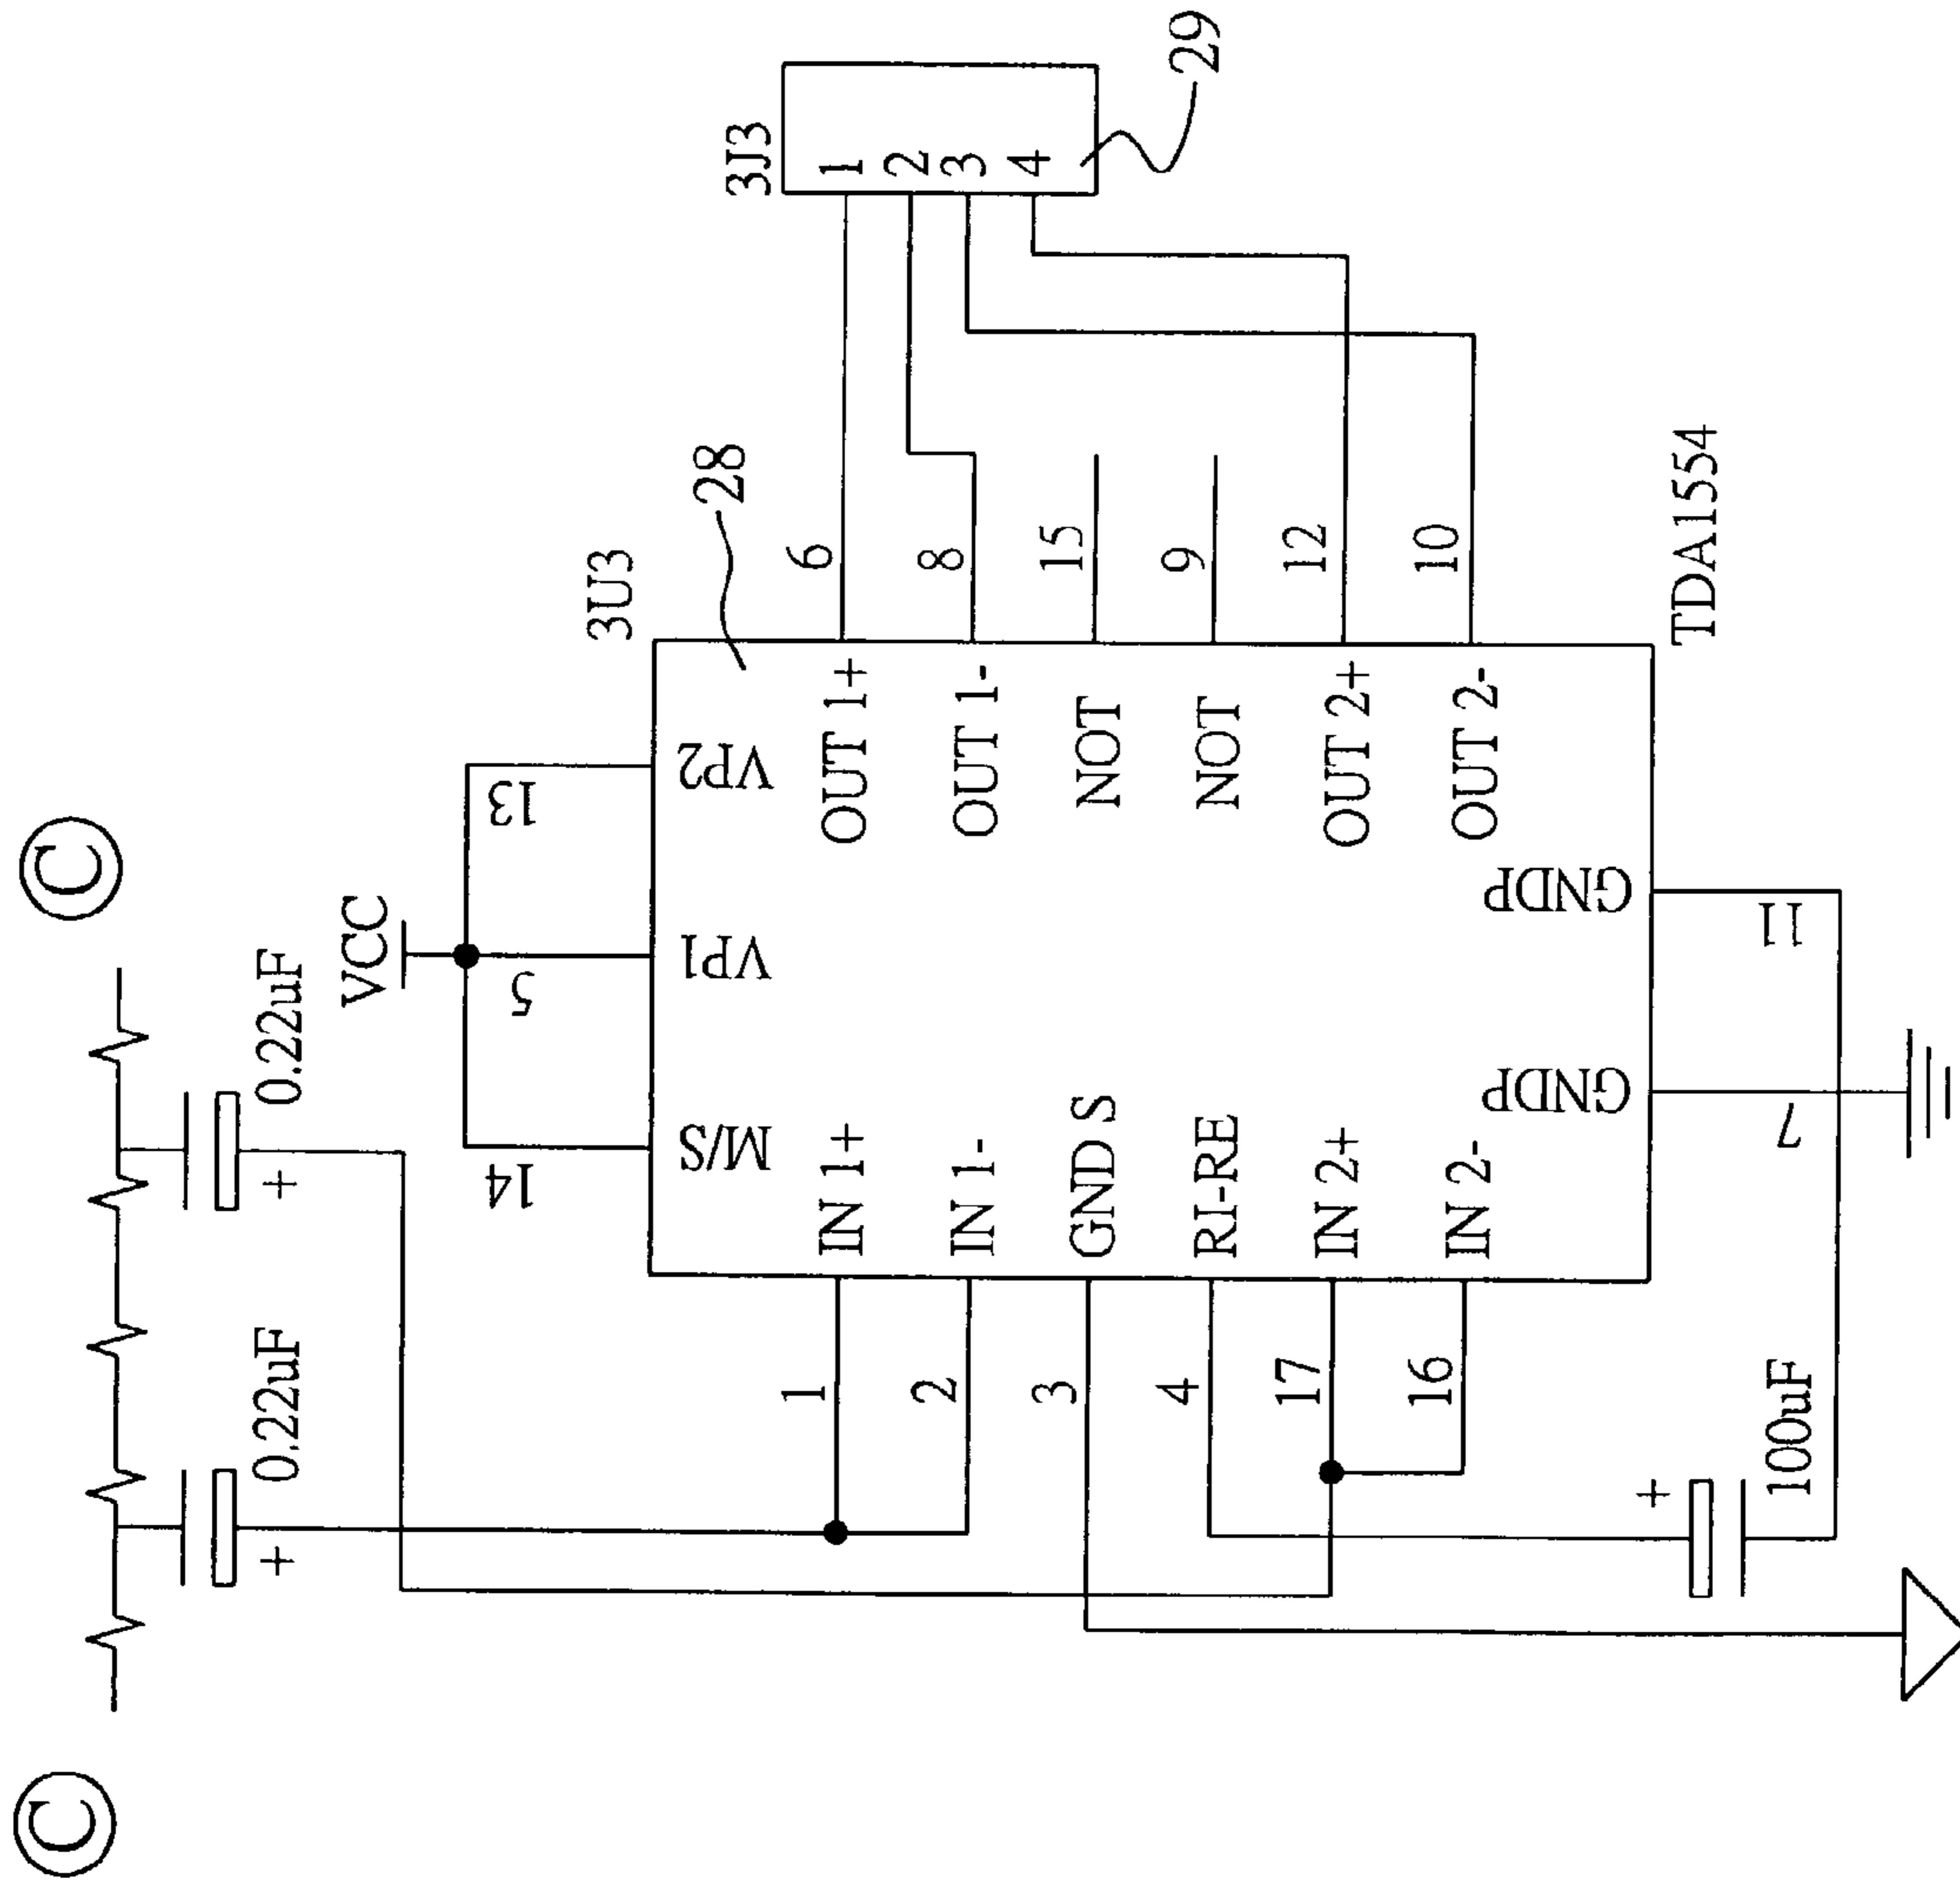 C
C
0.22uF
+
0.22uF
+
VCC
14
5
13
M/S
VP1
VP2
3U3
28
3J3
1
2
3
4
29
1
IN 1+
OUT 1+
6
2
IN 1-
OUT 1-
8
3
GND S
NOT
15
4
RI-RE
NOT
9
17
IN 2+
OUT 2+
12
16
IN 2-
OUT 2-
10
GNDP
GNDP
7
11
+
100uF
TDA1554